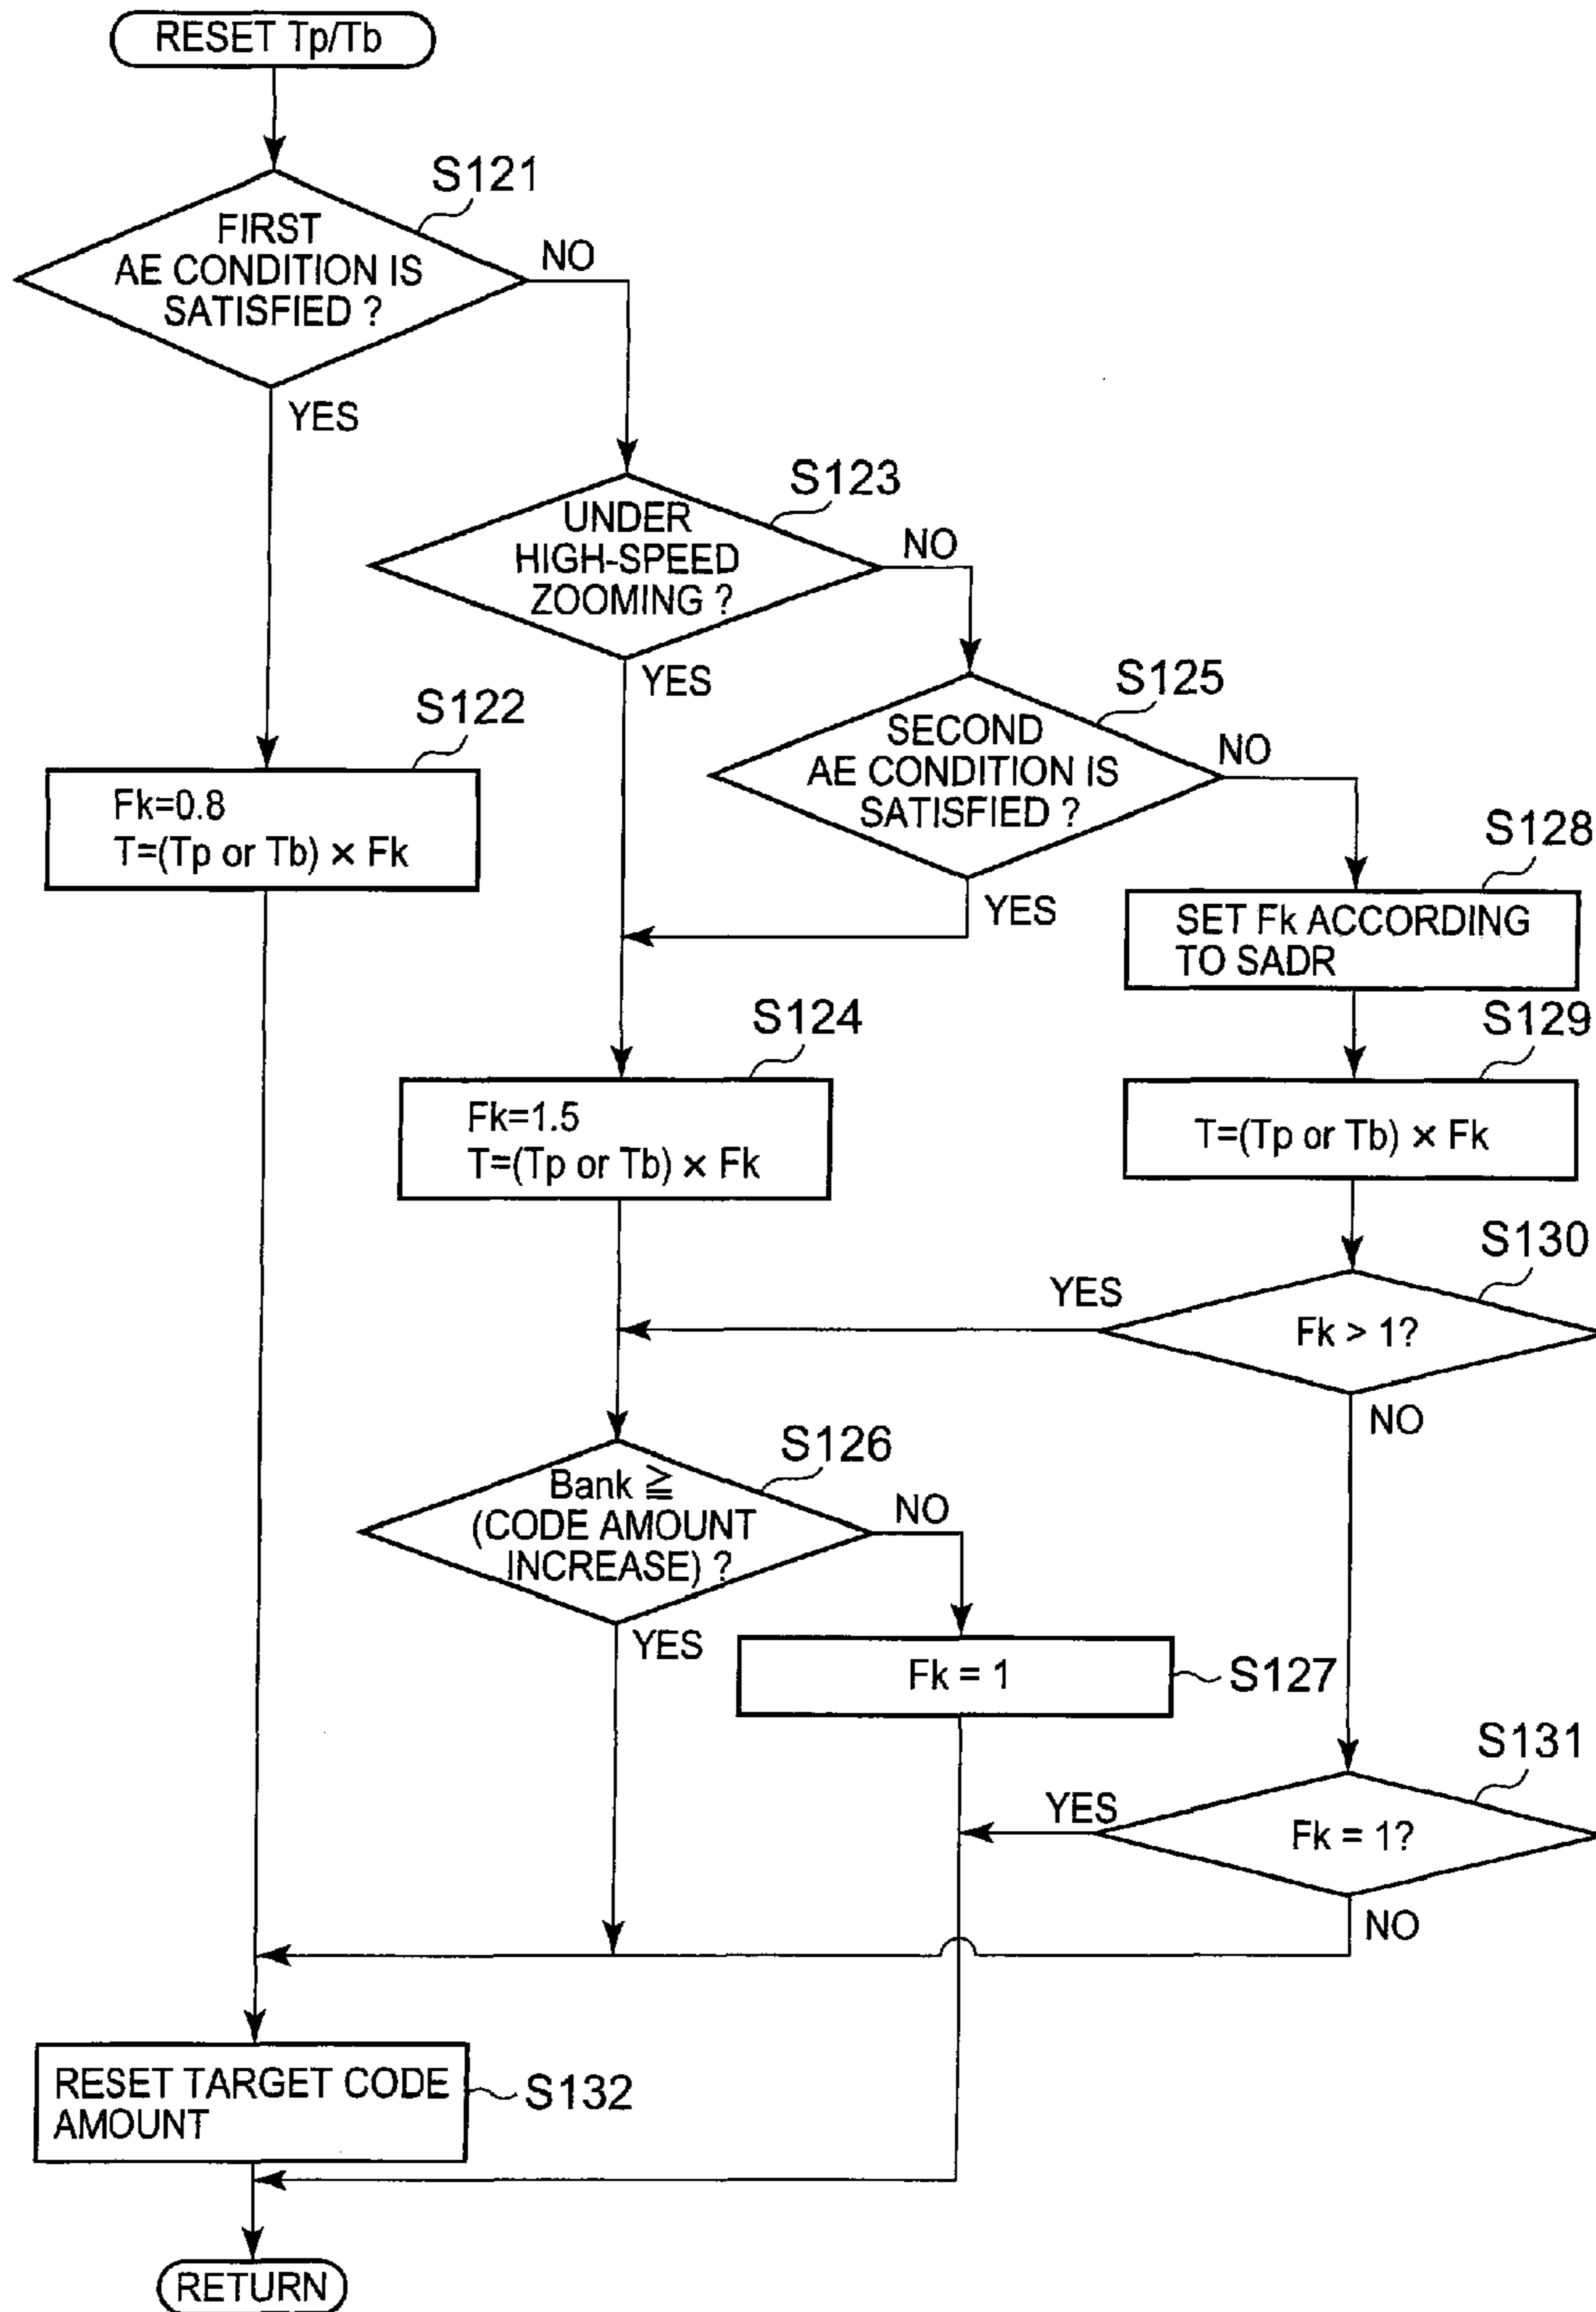 RESET Tp/Tb
S121
FIRST
AE CONDITION IS
SATISFIED ?
NO
YES
S123
UNDER
HIGH-SPEED
ZOOMING ?
NO
YES
S125
SECOND
AE CONDITION IS
SATISFIED ?
NO
YES
S122
Fk=0.8
T=(Tp or Tb) × Fk
S128
SET Fk ACCORDING
TO SADR
S124
Fk=1.5
T=(Tp or Tb) × Fk
S129
T=(Tp or Tb) × Fk
S130
YES
Fk > 1?
NO
S126
Bank ≧
(CODE AMOUNT
INCREASE) ?
NO
YES
Fk = 1
S127
S131
YES
Fk = 1?
NO
RESET TARGET CODE
AMOUNT
S132
RETURN